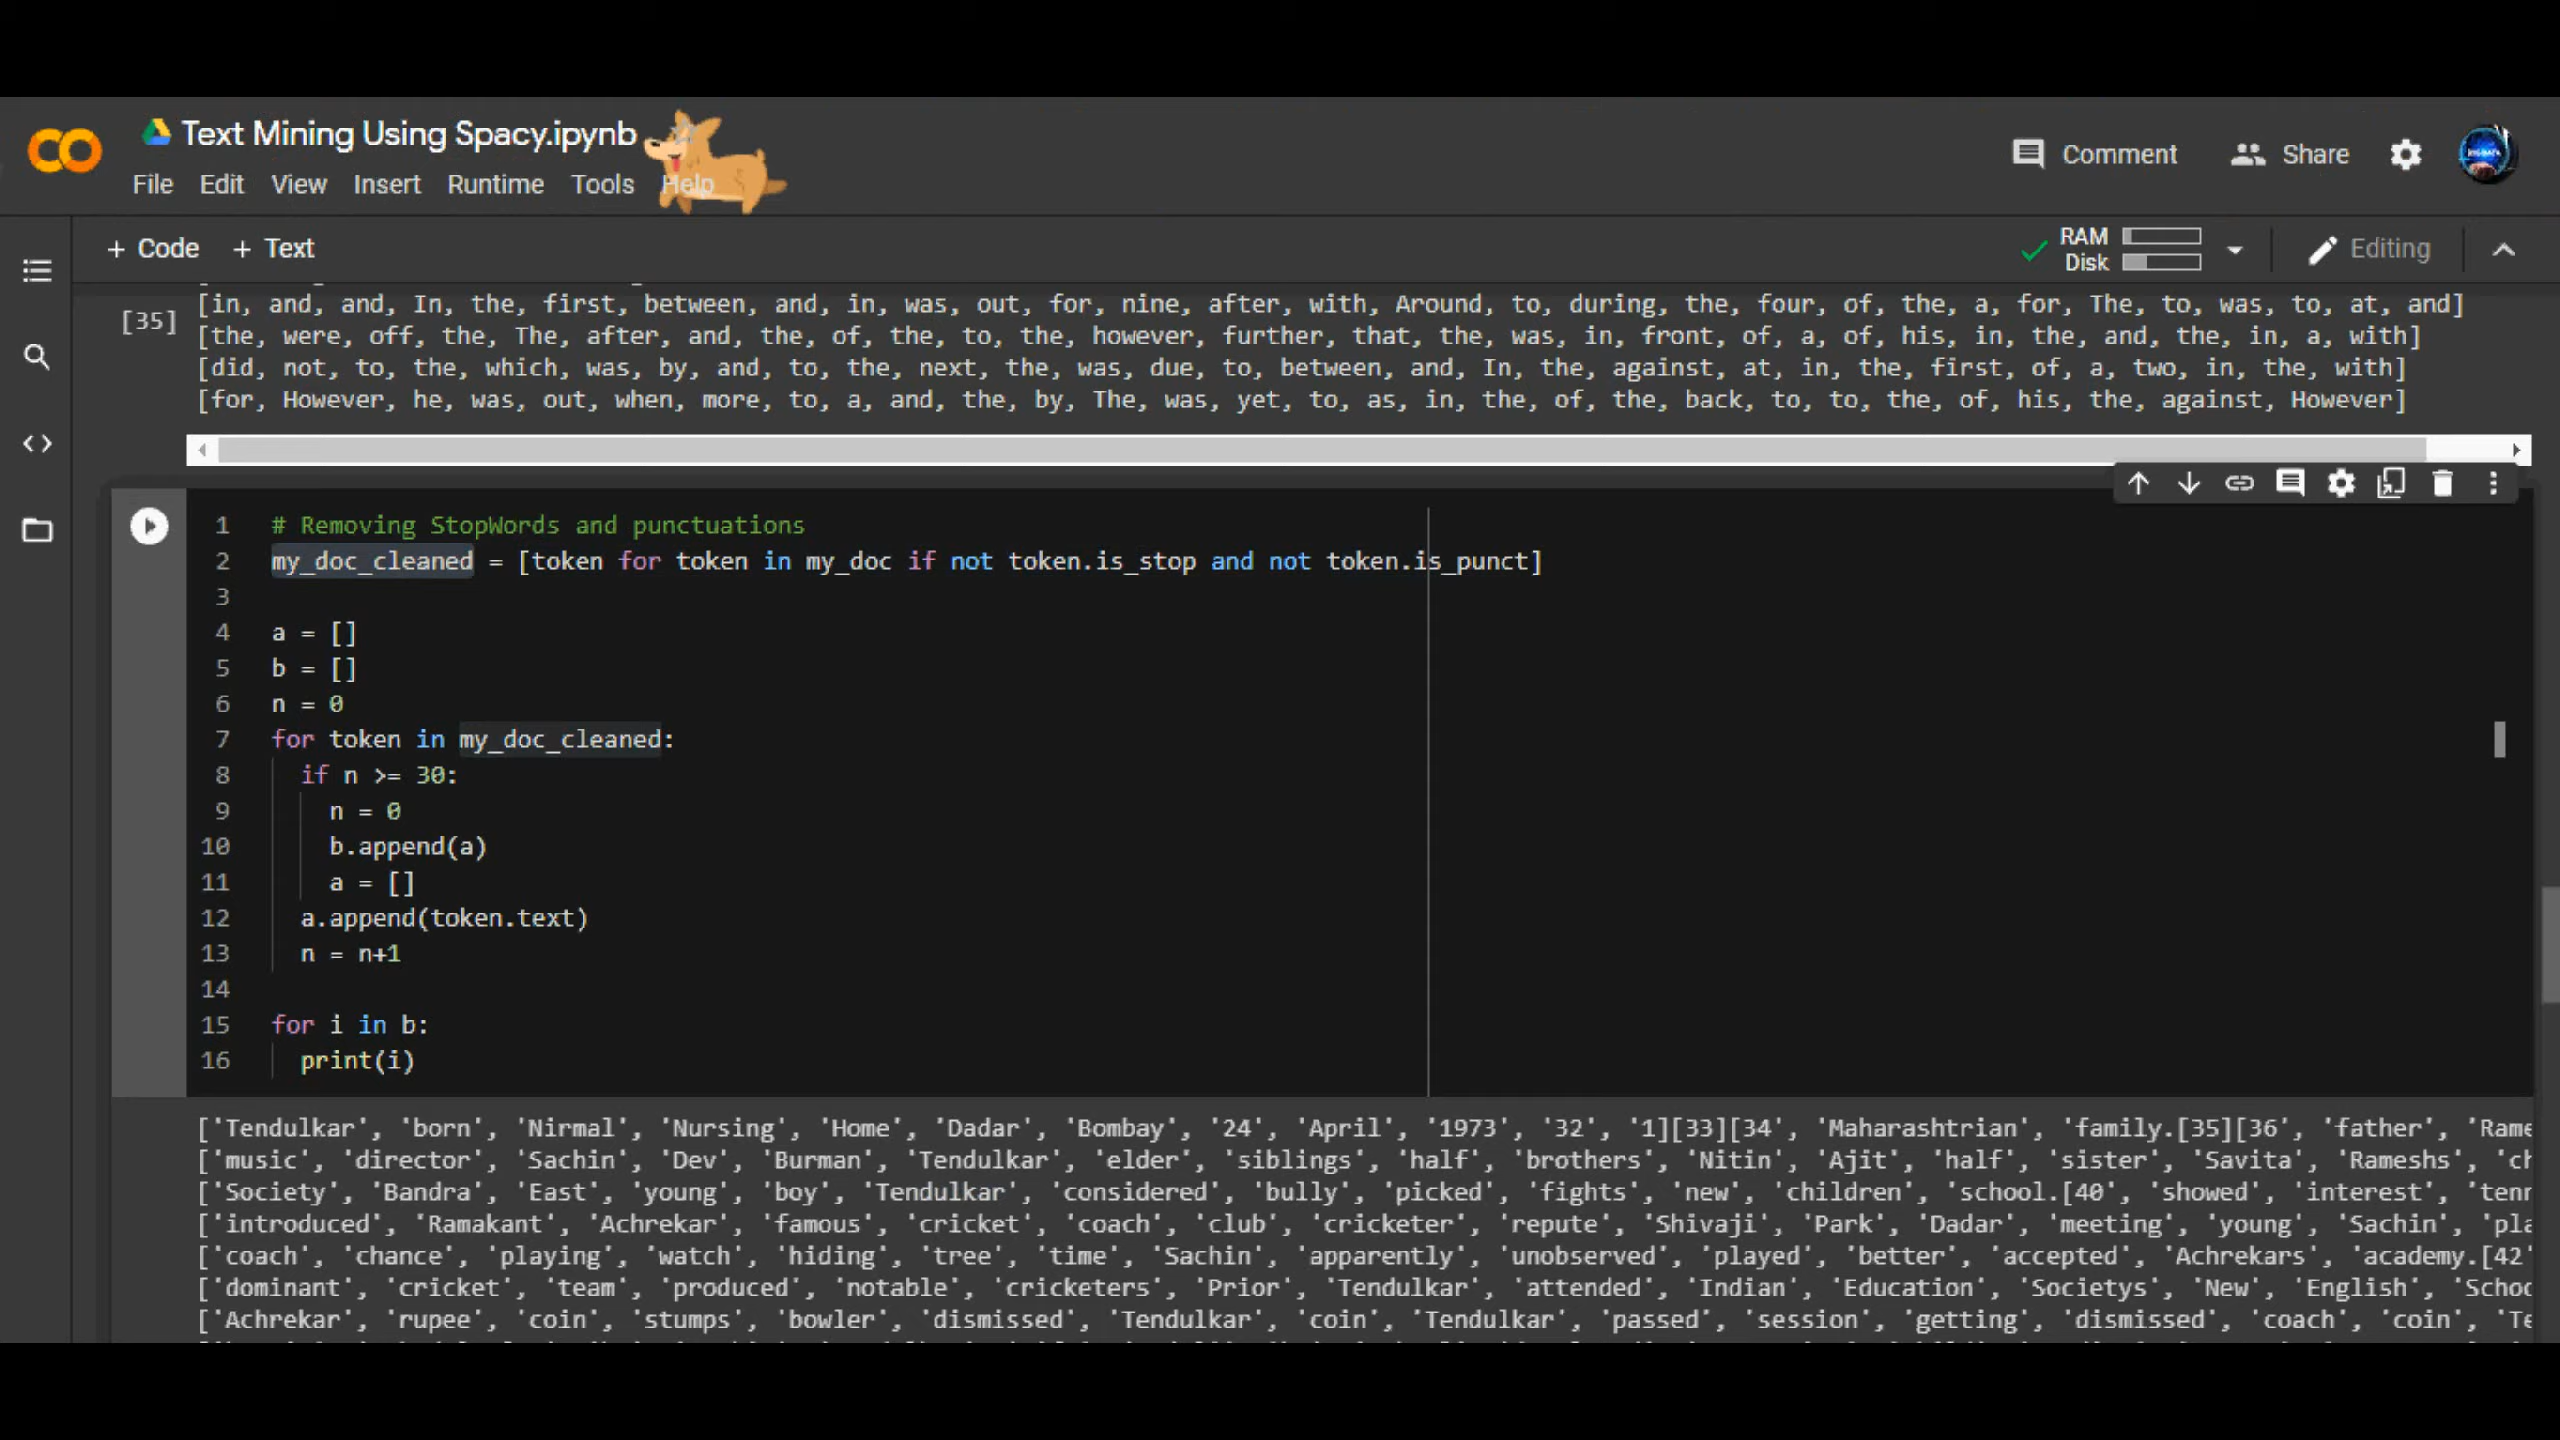 Text Mining Using Spacy.ipynb
File Edit View Insert Runtime Tools Help
Comment
Share
+ Code + Text
RAM
Disk
Editing
[35]
[in, and, and, In, the, first, between, and, in, was, out, for, nine, after, with, Around, to, during, the, four, of, the, a, for, The, to, was, to, at, and]
[the, were, off, the, The, after, and, the, of, the, to, the, however, further, that, the, was, in, front, of, a, of, his, in, the, and, the, in, a, with]
[did, not, to, the, which, was, by, and, to, the, next, the, was, due, to, between, and, In, the, against, at, in, the, first, of, a, two, in, the, with]
[for, However, he, was, out, when, more, to, a, and, the, by, The, was, yet, to, as, in, the, of, the, back, to, to, the, of, his, the, against, However]
1 # Removing StopWords and punctuations
2 my_doc_cleaned = [token for token in my_doc if not token.is_stop and not token.is_punct]
3
4 a = []
5 b = []
6 n = 0
7 for token in my_doc_cleaned:
8 if n >= 30:
9 n = 0
10 b.append(a)
11 a = []
12 a.append(token.text)
13 n = n+1
14
15 for i in b:
16 print(i)
['Tendulkar', 'born', 'Nirmal', 'Nursing', 'Home', 'Dadar', 'Bombay', '24', 'April', '1973', '32', '1][33][34', 'Maharashtrian', 'family.[35][36', 'father', 'Rame
['music', 'director', 'Sachin', 'Dev', 'Burman', 'Tendulkar', 'elder', 'siblings', 'half', 'brothers', 'Nitin', 'Ajit', 'half', 'sister', 'Savita', 'Rameshs', 'ch
['Society', 'Bandra', 'East', 'young', 'boy', 'Tendulkar', 'considered', 'bully', 'picked', 'fights', 'new', 'children', 'school.[40', 'showed', 'interest', 'tenn
['introduced', 'Ramakant', 'Achrekar', 'famous', 'cricket', 'coach', 'club', 'cricketer', 'repute', 'Shivaji', 'Park', 'Dadar', 'meeting', 'young', 'Sachin', 'pla
['coach', 'chance', 'playing', 'watch', 'hiding', 'tree', 'time', 'Sachin', 'apparently', 'unobserved', 'played', 'better', 'accepted', 'Achrekars', 'academy.[42'
['dominant', 'cricket', 'team', 'produced', 'notable', 'cricketers', 'Prior', 'Tendulkar', 'attended', 'Indian', 'Education', 'Societys', 'New', 'English', 'Schoo
['Achrekar', 'rupee', 'coin', 'stumps', 'bowler', 'dismissed', 'Tendulkar', 'coin', 'Tendulkar', 'passed', 'session', 'getting', 'dismissed', 'coach', 'coin', 'Te